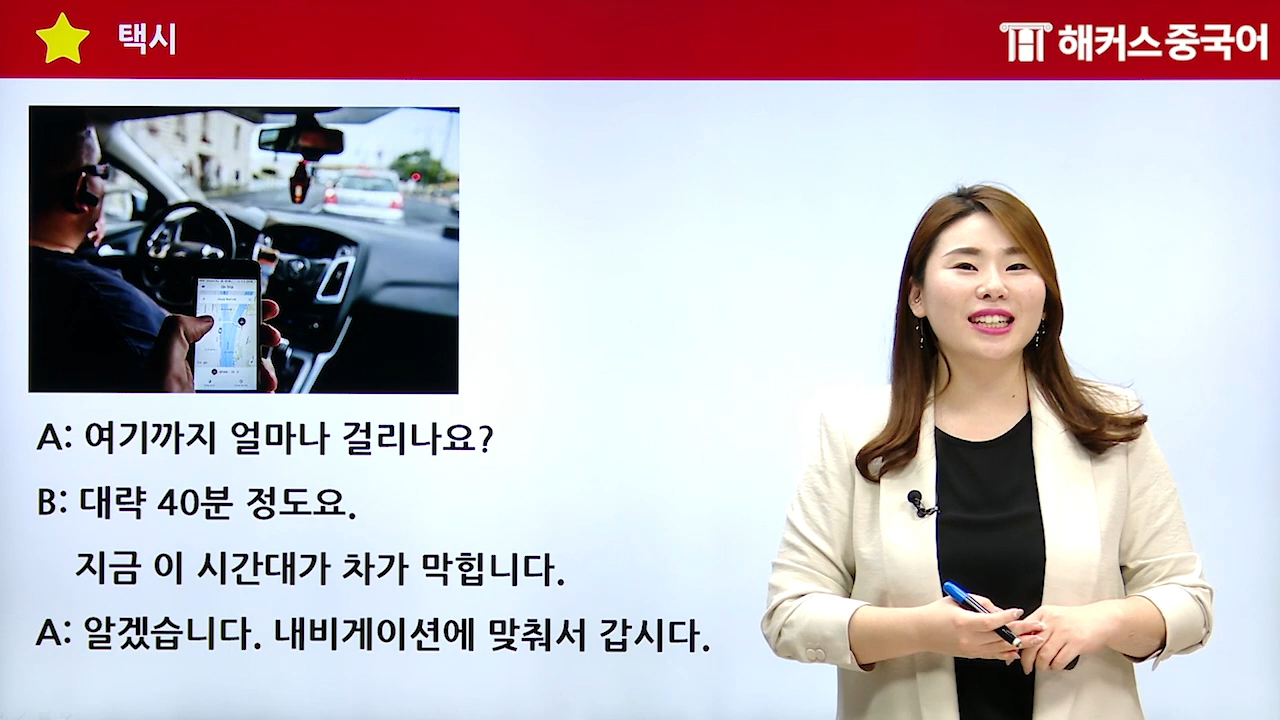 택시
해커스중국어
A: 여기까지 얼마나 걸리나요?
B: 대략 40분 정도요.
지금 이 시간대가 차가 막힙니다.
A: 알겠습니다. 내비게이션에 맞춰서 갑시다.